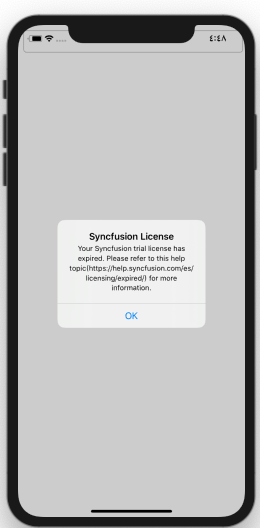 ٤:٤٨
Syncfusion License
Your Syncfusion trial license has
expired. Please refer to this help
topic(https://help.syncfusion.com/es/
licensing/expired/) for more
information.
OK